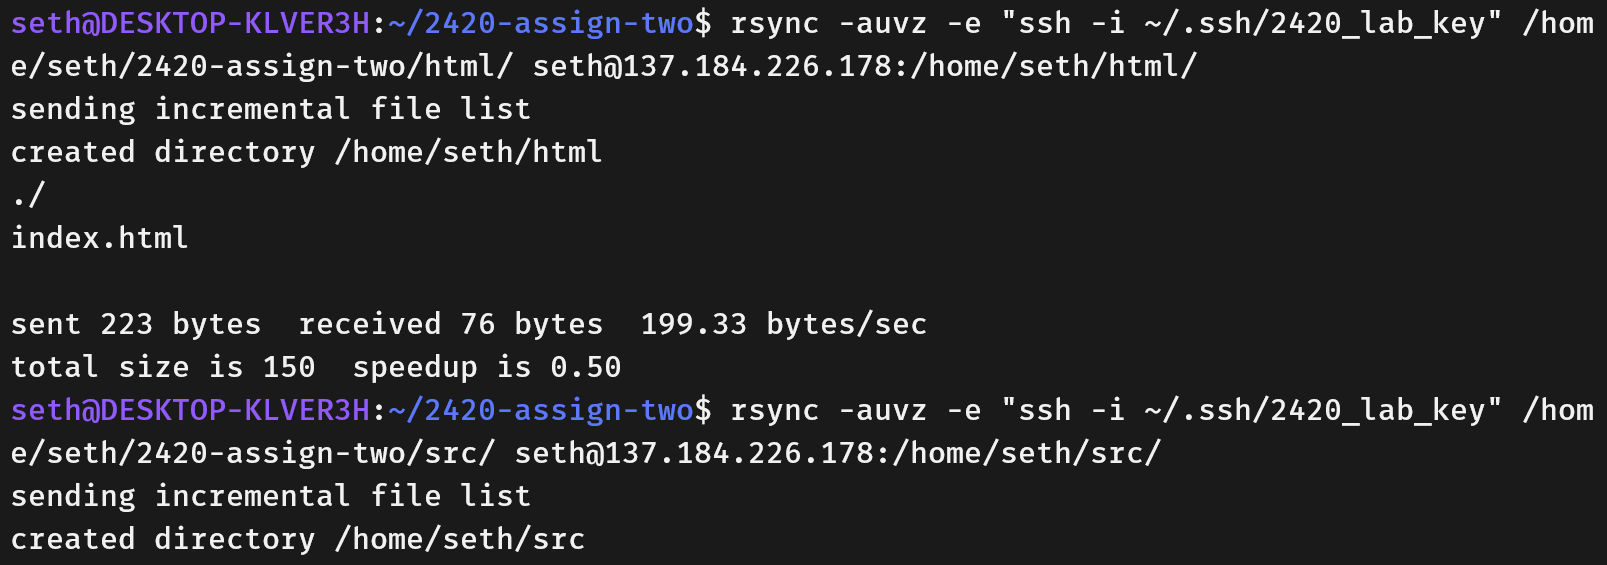 seth@DESKTOP-KLVER3H:~/2420-assign-two$ rsync -auvz -e "ssh -i ~/.ssh/2420_lab_key" /hom
e/seth/2420-assign-two/html/ seth@137.184.226.178:/home/seth/html/
sending incremental file list
created directory /home/seth/html
./
index.html

sent 223 bytes  received 76 bytes  199.33 bytes/sec
total size is 150  speedup is 0.50
seth@DESKTOP-KLVER3H:~/2420-assign-two$ rsync -auvz -e "ssh -i ~/.ssh/2420_lab_key" /hom
e/seth/2420-assign-two/src/ seth@137.184.226.178:/home/seth/src/
sending incremental file list
created directory /home/seth/src